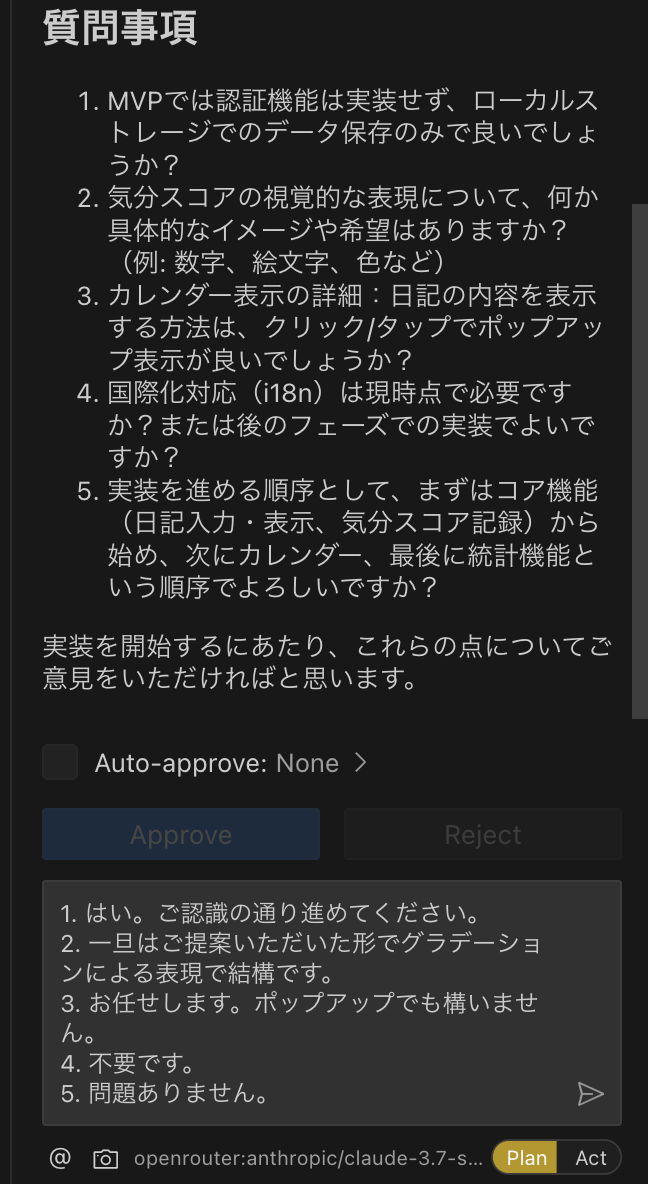 質問事項
1. MVPでは認証機能は実装せず、ローカルス
トレージでのデータ保存のみで良いでしょ
うか？
2. 気分スコアの視覚的な表現について、何か
具体的なイメージや希望はありますか？
（例: 数字、絵文字、色など）
3. カレンダー表示の詳細：日記の内容を表示
する方法は、クリック/タップでポップアッ
プ表示が良いでしょうか？
4. 国際化対応（i18n）は現時点で必要です
か？または後のフェーズでの実装でよいで
すか？
5. 実装を進める順序として、まずはコア機能
（日記入力・表示、気分スコア記録）から
始め、次にカレンダー、最後に統計機能と
いう順序でよろしいですか？
実装を開始するにあたり、これらの点についてご
意見をいただければと思います。
Auto-approve: None
Approve
Reject
1. はい。ご認識の通り進めてください。
2. 一旦はご提案いただいた形でグラデーショ
ンによる表現で結構です。
3. お任せします。ポップアップでも構いませ
ん。
4. 不要です。
5. 問題ありません。
@ openrouter:anthropic/claude-3.7-s... Plan Act